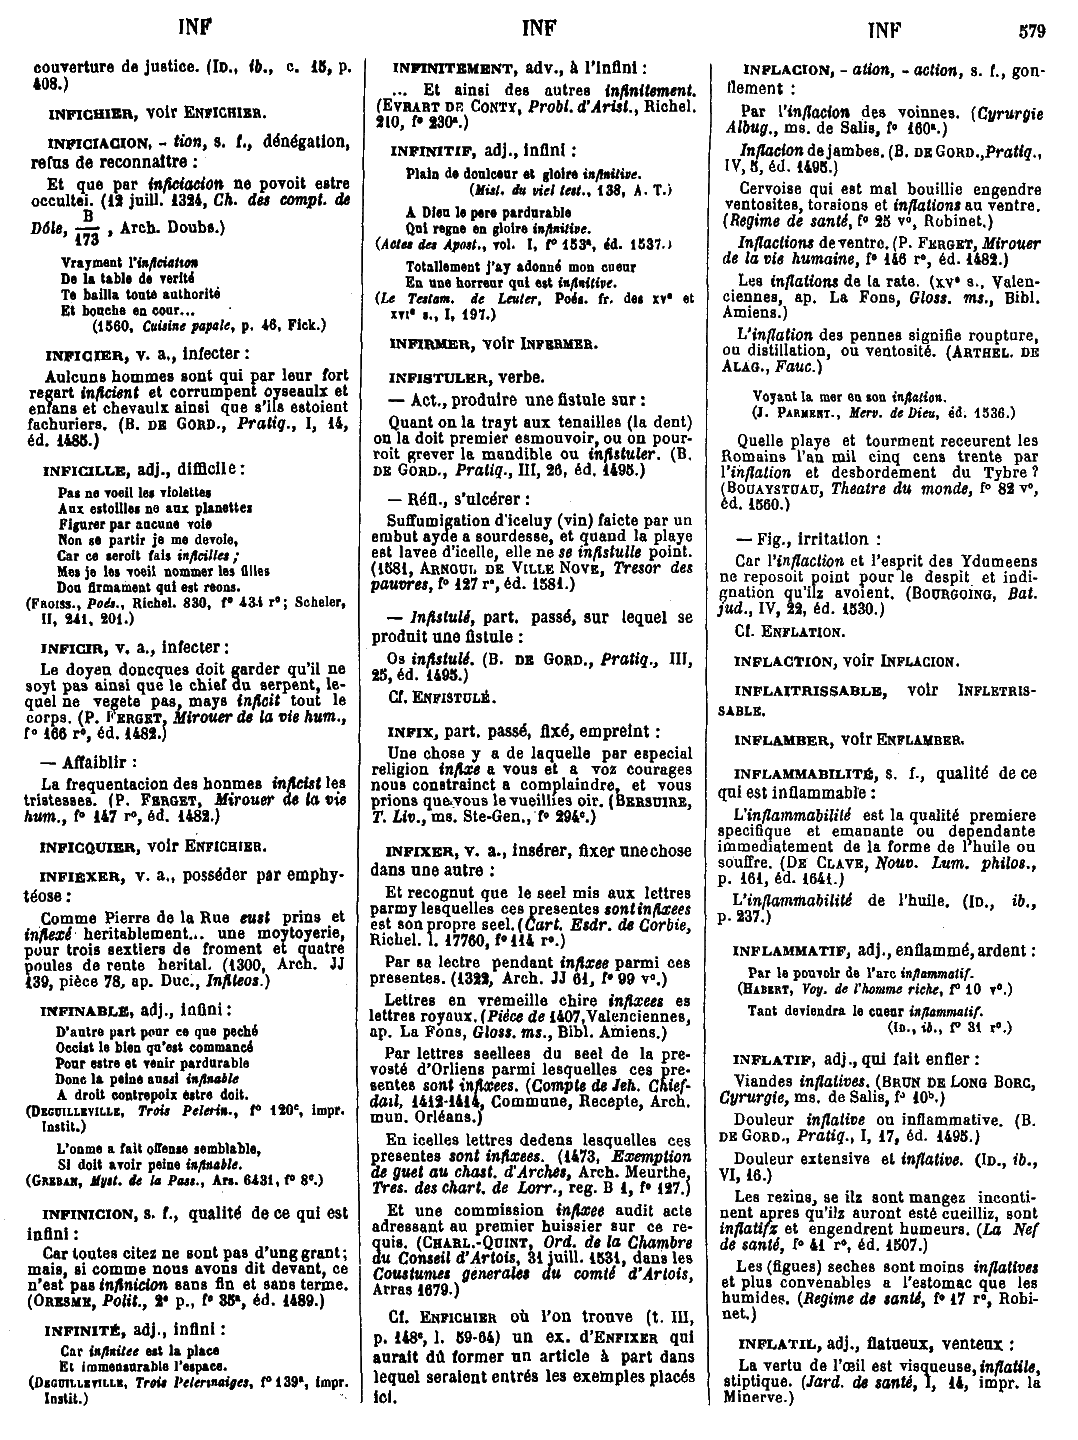 INF
INF
INF
579
couverture de justice. (ID., ib., c. 15, p.
408.)
INFICHIER, voir ENFICHIER.
INFICIACION, - tion, s. f., dénégation,
refus de reconnaître :
Et que par inficiacion ne povoit estre
occultei. (12 juill. 1324, Ch. des compt. de
Dôle, B/173, Arch. Doubs.)
Vrayment l'inficiation
De la table de verité
Te bailla toute authorité
Et bouche en cour...
(1560, Cuisine papale, p. 46, Fick.)
INFICIER, v. a., infecter :
Aulcuns hommes sont qui par leur fort
regart inficient et corrumpent oyseaulx et
enfans et chevaulx ainsi que s'ils estoient
fachuriers. (B. DE GORD., Pratiq., I, 14,
éd. 1485.)
INFICILLE, adj., difficile :
Pas ne voeil les violettes
Aux estoilles ne aux planettes
Figurer par aucune voie
Non se partir je me devoie,
Car ce seroit fais inficilles ;
Mes je les voeil nommer les filles
Dou firmament qui est reons.
(FROISS., Poés., Richel. 830, f° 434 r°; Scheler,
II, 241, 201.)
INFICIR, v. a., infecter :
Le doyen doncques doit garder qu'il ne
soyt pas ainsi que le chief du serpent, le-
quel ne vegete pas, mays inficit tout le
corps. (P. FERGET, Mirouer de la vie hum.,
f° 166 r°, éd. 1482.)
— Affaiblir :
La frequentacion des honmes inficist les
tristesses. (P. FERGET, Mirouer de la vie
hum., f° 147 r°, éd. 1482.)
INFICQUIER, voir ENFICHIER.
INFIEXER, v. a., posséder par emphy-
téose :
Comme Pierre de la Rue eust prins et
infiexé heritablement... une moytoyerie,
pour trois sextiers de froment et quatre
poules de rente herital. (1300, Arch. JJ
139, pièce 78, ap. Duc., Infiteos.)
INFINABLE, adj., infini :
D'autre part pour ce que peché
Occist le bien qu'est commancé
Pour estre et venir pardurable
Donc la peine aussi infinable
A droit contrepoix estre doit.
(DEGUILLEVILLE, Trois Pelerin., f° 120c, impr.
Instit.)
L'onme a fait offense semblable,
Si doit avoir peine infinable.
(GREBAN, Myst. de la Pass., Ars. 6431, f° 8c.)
INFINICION, s. f., qualité de ce qui est
infini :
Car toutes citez ne sont pas d'ung grant ;
mais, si comme nous avons dit devant, ce
n'est pas infinicion sans fin et sans terme.
(ORESME, Polit., 2e p., f° 35a, éd. 1489.)
INFINITÉ, adj., infini :
Car infinitee est la place
Et immensurable l'espace.
(DEGUILLEVILLE, Trois Pelerinaiges, f° 139a, impr.
Instit.)
INFINITEMENT, adv., à l'infini :
... Et ainsi des autres infinitement.
(EVRART DE CONTY, Probl. d'Arist., Richel.
210, f° 230a.)
INFINITIF, adj., infini :
Plain de douleeur et gloire infinitive.
(Mist. du viel test., 138, A. T.)
A Dieu le pere pardurable
Qui regne en gloire infinitive.
(Actes des Apost., vol. I, f° 153a, éd. 1537.)
Totallement j'ay adonné mon cueur
En une horreur qui est infinitive.
(Le Testam. de Leuter, Poés. fr. des XVe et
XVIe s., I, 197.)
INFIRMER, voir INFERMER.
INFISTULER, verbe.
— Act., produire une fistule sur :
Quant on la trayt aux tenailles (la dent)
on la doit premier esmouvoir, ou on pour-
roit grever la mandible ou infistuler. (B.
DE GORD., Pratiq., III, 26, éd. 1495.)
— Réfl., s'ulcérer :
Suffumigation d'iceluy (vin) faicte par un
embut ayde a sourdesse, et quand la playe
est lavee d'icelle, elle ne se infistulle point.
(1581, ARNOUL DE VILLE NOVE, Tresor des
pauvres, f° 127 r°, éd. 1581.)
— Infistulé, part. passé, sur lequel se
produit une fistule :
Os infistulé. (B. DE GORD., Pratiq., III,
25, éd. 1495.)
Cf. ENFISTULÉ.
INFIX, part. passé, fixé, empreint :
Une chose y a de laquelle par especial
religion infixe a vous et a voz courages
nous constrainct a complaindre, et vous
prions que vous le vueillies oir. (BERSUIRE,
T. Liv., ms. Ste-Gen., f° 294c.)
INFIXER, v. a., insérer, fixer une chose
dans une autre :
Et recognut que le seel mis aux lettres
parmy lesquelles ces presentes sont infixees
est son propre seel. (Cart. Esdr. de Corbie,
Richel. l. 17760, f° 114 r°.)
Par sa lectre pendant infixee parmi ces
presentes. (1322, Arch. JJ 61, f° 99 v°.)
Lettres en vremeille chire infixees es
lettres royaux. (Pièce de 1407, Valenciennes,
ap. La Fons, Gloss. ms., Bibl. Amiens.)
Par lettres seellees du seel de la pre-
vosté d'Orliens parmi lesquelles ces pre-
sentes sont infixees. (Compte de Jeh. Chief-
dail, 1412-1414, Commune, Recepte, Arch.
mun. Orléans.)
En icelles lettres dedens lesquelles ces
presentes sont infixees. (1473, Exemption
de guet au chast. d'Arches, Arch. Meurthe,
Tres. des chart. de Lorr., reg. B 1, f° 127.)
Et une commission infixee audit acte
adressant au premier huissier sur ce re-
quis. (CHARL.-QUINT, Ord. de la Chambre
du Conseil d'Artois, 31 juill. 1531, dans les
Coustumes generales du comté d'Artois,
Arras 1679.)
Cf. ENFICHIER où l'on trouve (t. III,
p. 148c, l. 59-64) un ex. d'ENFIXER qui
aurait dû former un article à part dans
lequel seraient entrés les exemples placés
ici.
INFLACION, - ation, - action, s. f., gon-
flement :
Par l'inflacion des voinnes. (Cyrurgie
Albug., ms. de Salis, f° 160a.)
Inflacion de jambes. (B. DE GORD., Pratiq.,
IV, 5, éd. 1495.)
Cervoise qui est mal bouillie engendre
ventosites, torsions et inflations au ventre.
(Regime de santé, f° 25 v°, Robinet.)
Inflactions de ventre. (P. FERGET, Mirouer
de la vie humaine, f° 146 r°, éd. 1482.)
Les inflations de la rate. (XVe s., Valen-
ciennes, ap. La Fons, Gloss. ms., Bibl.
Amiens.)
L'inflation des pennes signifie roupture,
ou distillation, ou ventosité. (ARTHEL. DE
ALAG., Fauc.)
Voyant la mer en son inflation.
(J. PARMENT., Merv. de Dieu, éd. 1536.)
Quelle playe et tourment receurent les
Romains l'an mil cinq cens trente par
l'inflation et desbordement du Tybre ?
(BOUAYSTUAU, Theatre du monde, f° 82 v°,
éd. 1560.)
— Fig., irritation :
Car l'inflaction et l'esprit des Ydumeens
ne reposoit point pour le despit et indi-
gnation qu'ilz avoient. (BOURGOING, Bat.
jud., IV, 22, éd. 1530.)
Cf. ENFLATION.
INFLACTION, voir INFLACION.
INFLAITRISSABLE, voir INFLETRIS-
SABLE.
INFLAMBER, voir ENFLAMBER.
INFLAMMABILITÉ, s. f., qualité de ce
qui est inflammable :
L'inflammabilité est la qualité premiere
specifique et emanante ou dependante
immediatement de la forme de l'huile ou
souffre. (DE CLAVE, Nouv. Lum. philos.,
p. 161, éd. 1641.)
L'inflammabilité de l'huile. (ID., ib.,
p. 237.)
INFLAMMATIF, adj., enflammé, ardent :
Par le pouvoir de l'arc inflammatif.
(HABERT, Voy. de l'homme riche, f° 10 v°.)
Tant deviendra le cueur inflammatif.
(ID., ib., f° 31 r°.)
INFLATIF, adj., qui fait enfler :
Viandes inflatives. (BRUN DE LONG BORC,
Cyrurgie, ms. de Salis, f° 10b.)
Douleur inflative ou inflammative. (B.
DE GORD., Pratiq., I, 17, éd. 1495.)
Douleur extensive et inflative. (ID., ib.,
VI, 16.)
Les rezins, se ilz sont mangez inconti-
nent apres qu'ilz auront esté cueilliz, sont
inflatifz et engendrent humeurs. (La Nef
de santé, f° 41 r°, éd. 1507.)
Les (figues) seches sont moins inflatives
et plus convenables a l'estomac que les
humides. (Regime de santé, f° 17 r°, Robi-
net.)
INFLATIL, adj., flatueux, venteux :
La vertu de l'œil est visqueuse, inflatile,
stiptique. (Jard. de santé, I, 14, impr. la
Minerve.)